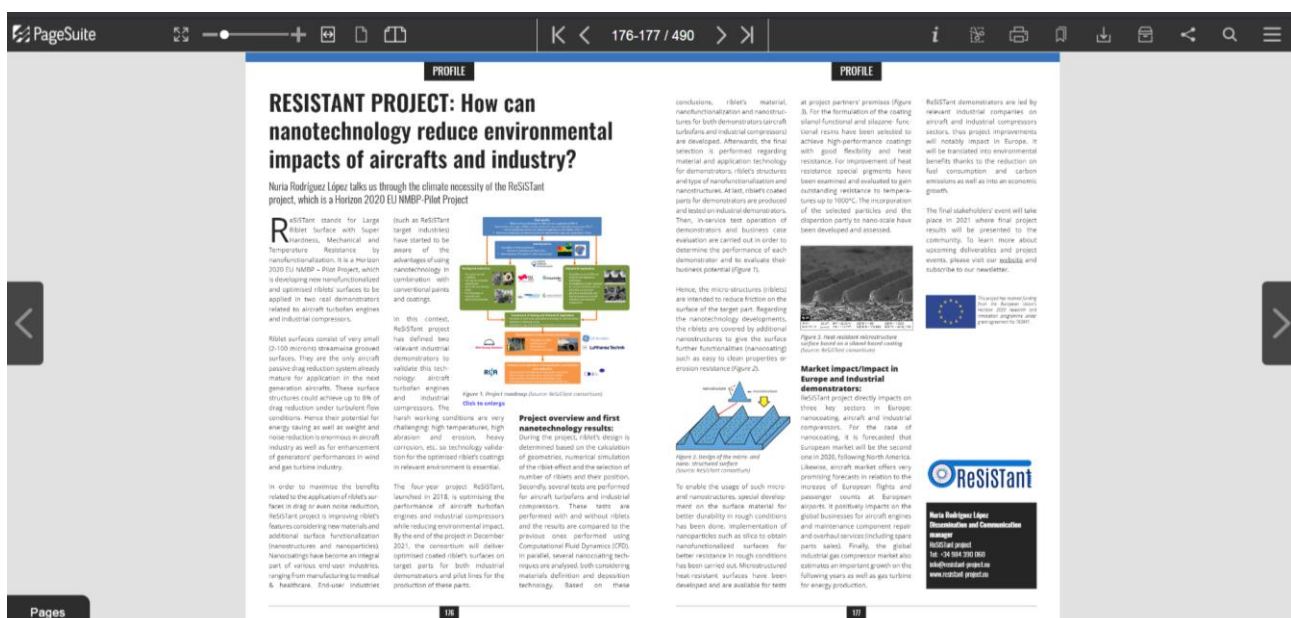 PageSuite
176-177 / 490
PROFILE
RESISTANT PROJECT: How can
nanotechnology reduce environmental
impacts of aircrafts and industry?
Nuria Rodríguez López talks us through the climate necessity of the ReSiSTant
project, which is a Horizon 2020 EU NMBP-Pilot Project
ReSiSTant stands for Large
Riblet Surface with Super
Hardness, Mechanical and
Temperature Resistance by
nanofunctionalization. It is a Horizon
2020 EU NMBP – Pilot Project, which
is developing new nanofunctionalized
and optimised riblets' surfaces to be
applied in two real demonstrators
related to aircraft turbofan engines
and industrial compressors.
Riblet surfaces consist of very small
(2-100 microns) streamwise grooved
surfaces. They are the only aircraft
passive drag reduction system already
mature for application in the next
generation aircrafts. These surface
structures could achieve up to 8% of
drag reduction under turbulent flow
conditions. Hence their potential for
energy saving as well as weight and
noise reduction is enormous in aircraft
industry as well as for enhancement
of generators' performances in wind
and gas turbine industry.
In order to maximise the benefits
related to the application of riblet's sur-
faces in drag or even noise reduction,
ReSiSTant project is improving riblet's
features considering new materials and
additional surface functionalization
(nanostructures and nanoparticles).
Nanocoatings have become an integral
part of various end-user industries,
ranging from manufacturing to medical
& healthcare. End-user industries
(such as ReSiSTant
target industries)
have started to be
aware of the
advantages of using
nanotechnology in
combination with
conventional paints
and coatings.
In this context,
ReSiSTant project
has defined two
relevant industrial
demonstrators to
validate this tech-
nology: aircraft
turbofan engines
and industrial
compressors. The
harsh working conditions are very
challenging: high temperatures, high
abrasion and erosion, heavy
corrosion, etc. so technology valida-
tion for the optimised riblet's coatings
in relevant environment is essential.
The four-year project ReSiSTant,
launched in 2018, is optimising the
performance of aircraft turbofan
engines and industrial compressors
while reducing environmental impact.
By the end of the project in December
2021, the consortium will deliver
optimised coated riblet's surfaces on
target parts for both industrial
demonstrators and pilot lines for the
production of these parts.
Lufthansa Technik
Figure 1. Project roadmap (Source: ReSiSTant consortium)
Click to enlarge
Project overview and first
nanotechnology results:
During the project, riblet's design is
determined based on the calculation
of geometries, numerical simulation
of the riblet-effect and the selection of
number of riblets and their position.
Secondly, several tests are performed
for aircraft turbofans and industrial
compressors. These tests are
performed with and without riblets
and the results are compared to the
previous ones performed using
Computational Fluid Dynamics (CFD).
In parallel, several nanocoating tech-
niques are analysed, both considering
materials definition and deposition
technology. Based on these
176
PROFILE
conclusions, riblet's material,
nanofunctionalization and nanostruc-
tures for both demonstrators (aircraft
turbofans and industrial compressors)
are developed. Afterwards, the final
selection is performed regarding
material and application technology
for demonstrators, riblet's structures
and type of nanofunctionalization and
nanostructures. At last, riblet's coated
parts for demonstrators are produced
and tested on industrial demonstrators.
Then, in-service test operation of
demonstrators and business case
evaluation are carried out in order to
determine the performance of each
demonstrator and to evaluate their
business potential (Figure 1).
Hence, the micro-structures (riblets)
are intended to reduce friction on the
surface of the target part. Regarding
the nanotechnology developments,
the riblets are covered by additional
nanostructures to give the surface
further functionalities (nanocoating)
such as easy to clean properties or
erosion resistance (Figure 2).
nanostructure
microstructure
Figure 2. Design of the micro- and
nano- structured surface
(Source: ReSiSTant consortium)
To enable the usage of such micro-
and nanostructures, special develop-
ment on the surface material for
better durability in rough conditions
has been done. Implementation of
nanoparticles such as silice to obtain
nanofunctionalized surfaces for
better resistance in rough conditions
has been carried out. Microstructured
heat-resistant surfaces have been
developed and are available for tests
at project partners' premises (Figure
3). For the formulation of the coating
silanol functional and silazane- func-
tional resins have been selected to
achieve high-performance coatings
with good flexibility and heat
resistance. For improvement of heat
resistance special pigments have
been examined and evaluated to gain
outstanding resistance to tempera-
tures up to 1000°C. The incorporation
of the selected particles and the
dispersion partly to nano-scale have
been developed and assessed.
Figure 3. Heat resistant microstructure
surface based on a silanol-based coating
(Source: ReSiSTant consortium)
Market impact/Impact in
Europe and Industrial
demonstrators:
ReSiSTant project directly impacts on
three key sectors in Europe:
nanocoating, aircraft and industrial
compressors. For the case of
nanocoating, it is forecasted that
European market will be the second
one in 2020, following North America.
Likewise, aircraft market offers very
promising forecasts in relation to the
increase of European flights and
passenger counts at European
airports. It positively impacts on the
global businesses for aircraft engines
and maintenance component repair
and overhaul services (including spare
parts sales). Finally, the global
industrial gas compressor market also
estimates an important growth on the
following years as well as gas turbine
for energy production.
ReSiSTant demonstrators are led by
relevant industrial companies on
aircraft and industrial compressors
sectors, thus project improvements
will notably impact in Europe. It
will be translated into environmental
benefits thanks to the reduction on
fuel consumption and carbon
emissions as well as into an economic
growth.
The final stakeholders' event will take
place in 2021 where final project
results will be presented to the
community. To learn more about
upcoming deliverables and project
events, please visit our website and
subscribe to our newsletter.
This project has received funding
from the European Union's
Horizon 2020 research and
innovation programme under
grant agreement No
ReSiSTant
Nuria Rodríguez López
Dissemination and Communication
manager
ReSiSTant project
Tel: +34 984 390 060
info@resistant-project.eu
www.resistant-project.eu
177
Pages